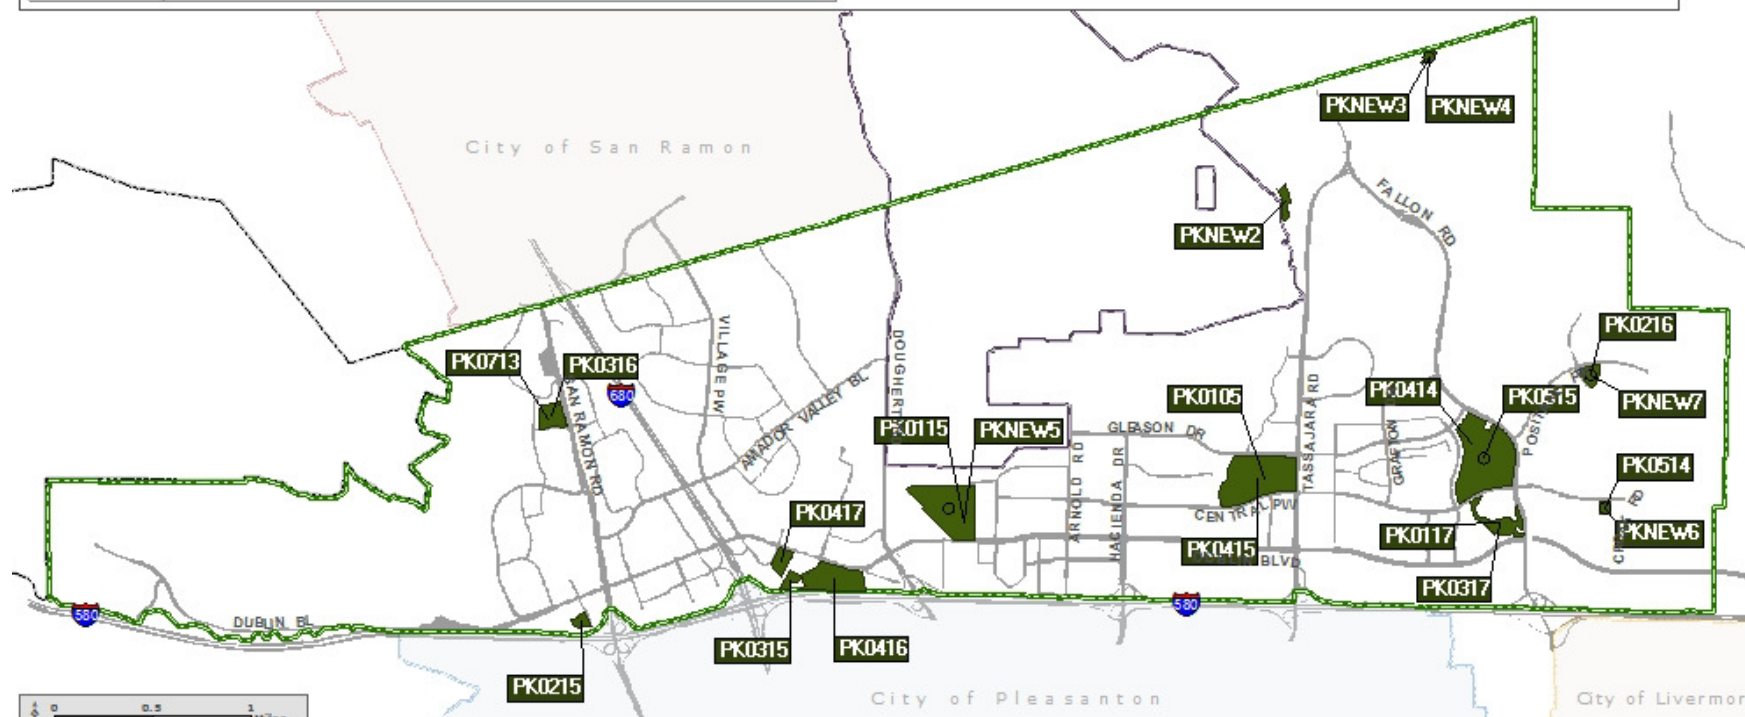 PKNEW3
PKNEW4
City of San Ramon
FALLON RD
PKNEW2
PK0216
VILLAGE PW
DOUGHERTY
PK0713
PK0316
680
SAN RAMON RD
AMADOR VALLEY BL
PK0105
TASSAJARA RD
PK0414
PK0515
PKNEW7
PK0115
PKNEW5
GLEASON DR
GRAFTON
POSIT
ARNOLD RD
HACIENDA DR
PK0514
CENTRAL PW
PK0417
PK0415
PK0117
PKNEW6
BLVD
PK0317
580
580
DUBLIN BL
PK0315
PK0416
PK0215
City of Pleasanton
City of Livermor
0 0.5 1